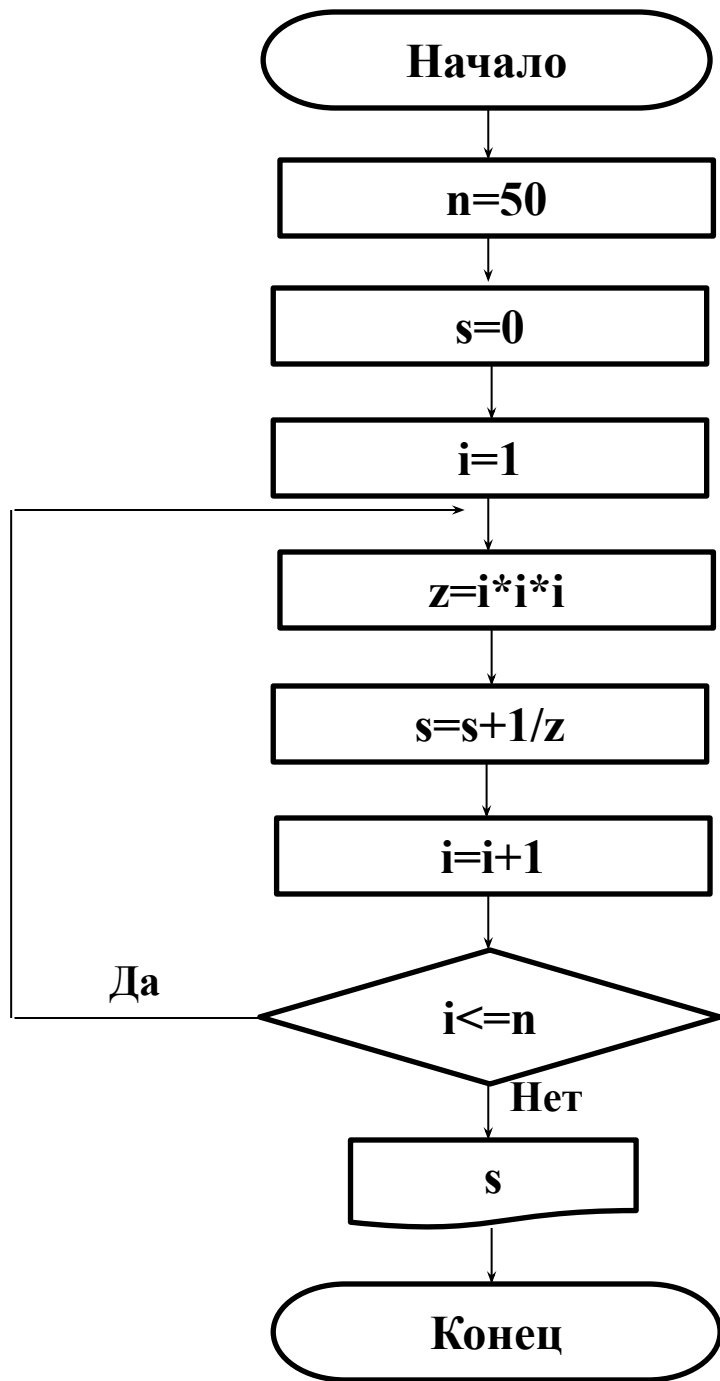 Начало
n=50
s=0
i=1
z=i*i*i
s=s+1/z
i=i+1
Да
i<=n
Нет
s
Конец